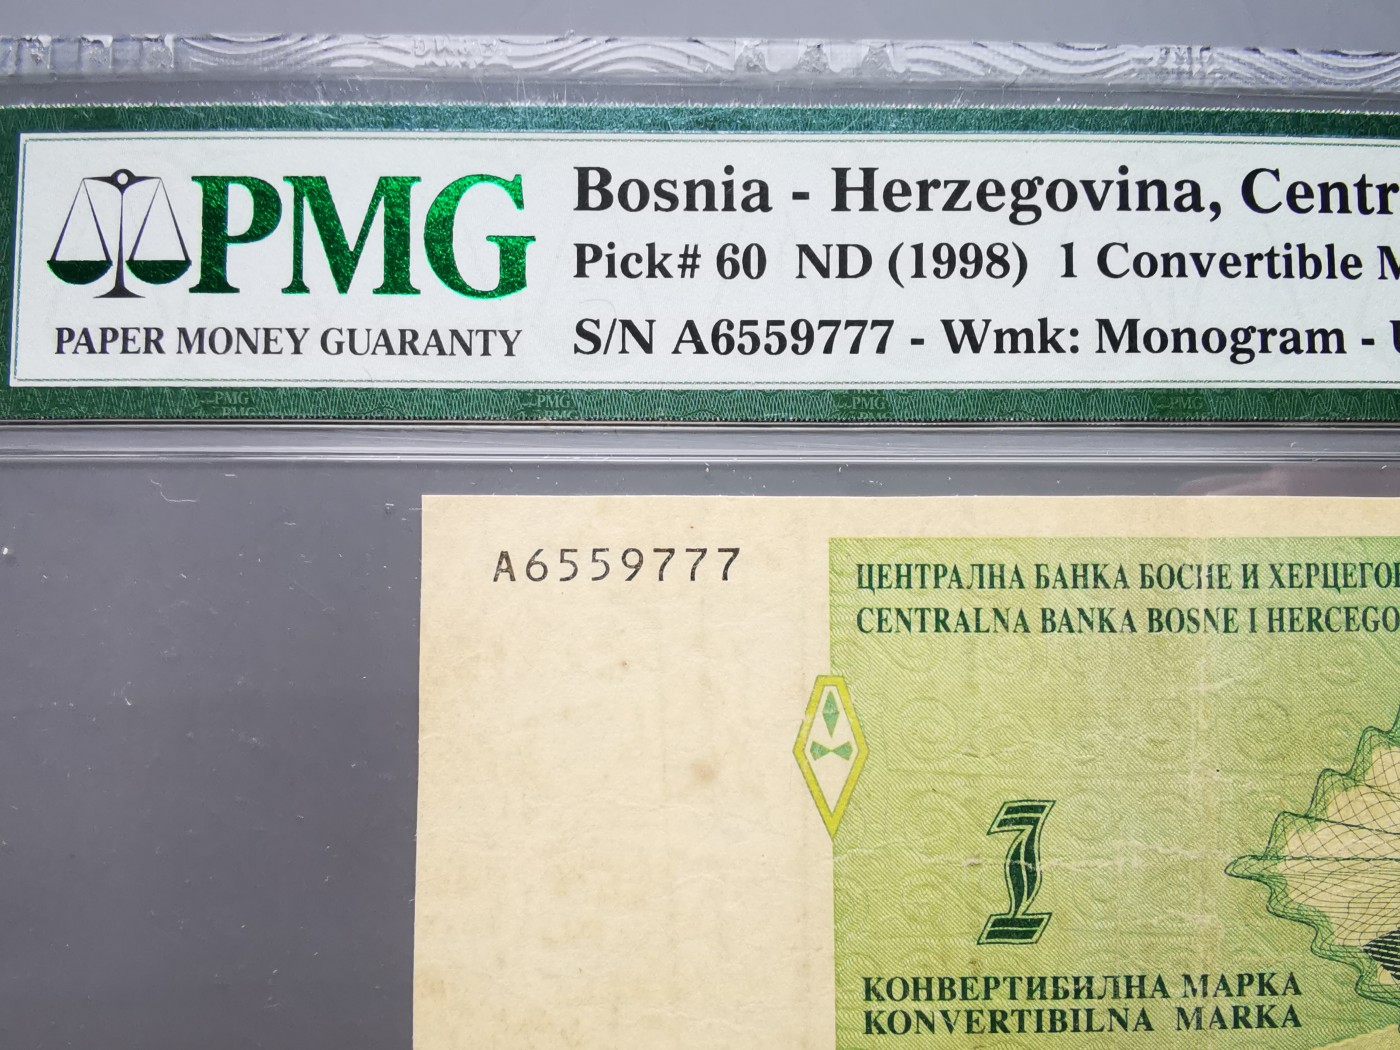 PMG
PAPER MONEY GUARANTY
Bosnia - Herzegovina, Centr
Pick# 60 ND (1998) 1 Convertible M
S/N A6559777 - Wmk: Monogram - U
A6559777
ЦЕНТРАЛНА БАНКА БОСНЕ И ХЕРЦЕГО
CENTRALNA BANKA BOSNE I HERCEGO
1
КОНВЕРТИБИЛНА МАРКА
KONVERTIBILNA MARKA